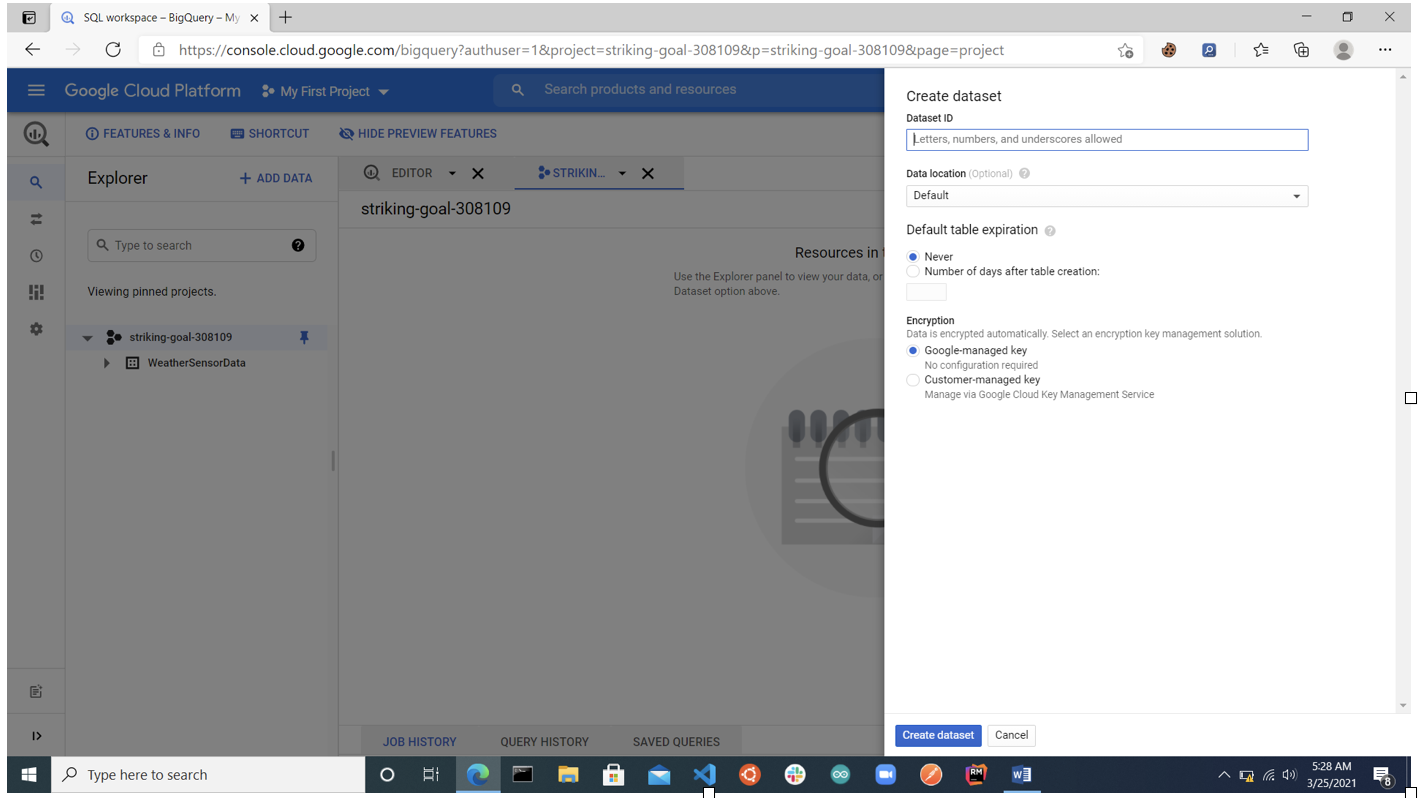 SQL workspace – BigQuery – My
https://console.cloud.google.com/bigquery?authuser=1&project=striking-goal-308109&p=striking-goal-308109&page=project
Google Cloud Platform
My First Project
Search products and resources
FEATURES & INFO
SHORTCUT
HIDE PREVIEW FEATURES
Explorer
+ ADD DATA
Type to search
Viewing pinned projects.
striking-goal-308109
WeatherSensorData
EDITOR
STRIKIN...
striking-goal-308109
Resources in
Use the Explorer panel to view your data, or
Dataset option above.
JOB HISTORY
QUERY HISTORY
SAVED QUERIES
Create dataset
Dataset ID
Letters, numbers, and underscores allowed
Data location (Optional)
Default
Default table expiration
Never
Number of days after table creation:
Encryption
Data is encrypted automatically. Select an encryption key management solution.
Google-managed key
No configuration required
Customer-managed key
Manage via Google Cloud Key Management Service
Create dataset
Cancel
Type here to search
RM
W
5:28 AM
3/25/2021
8